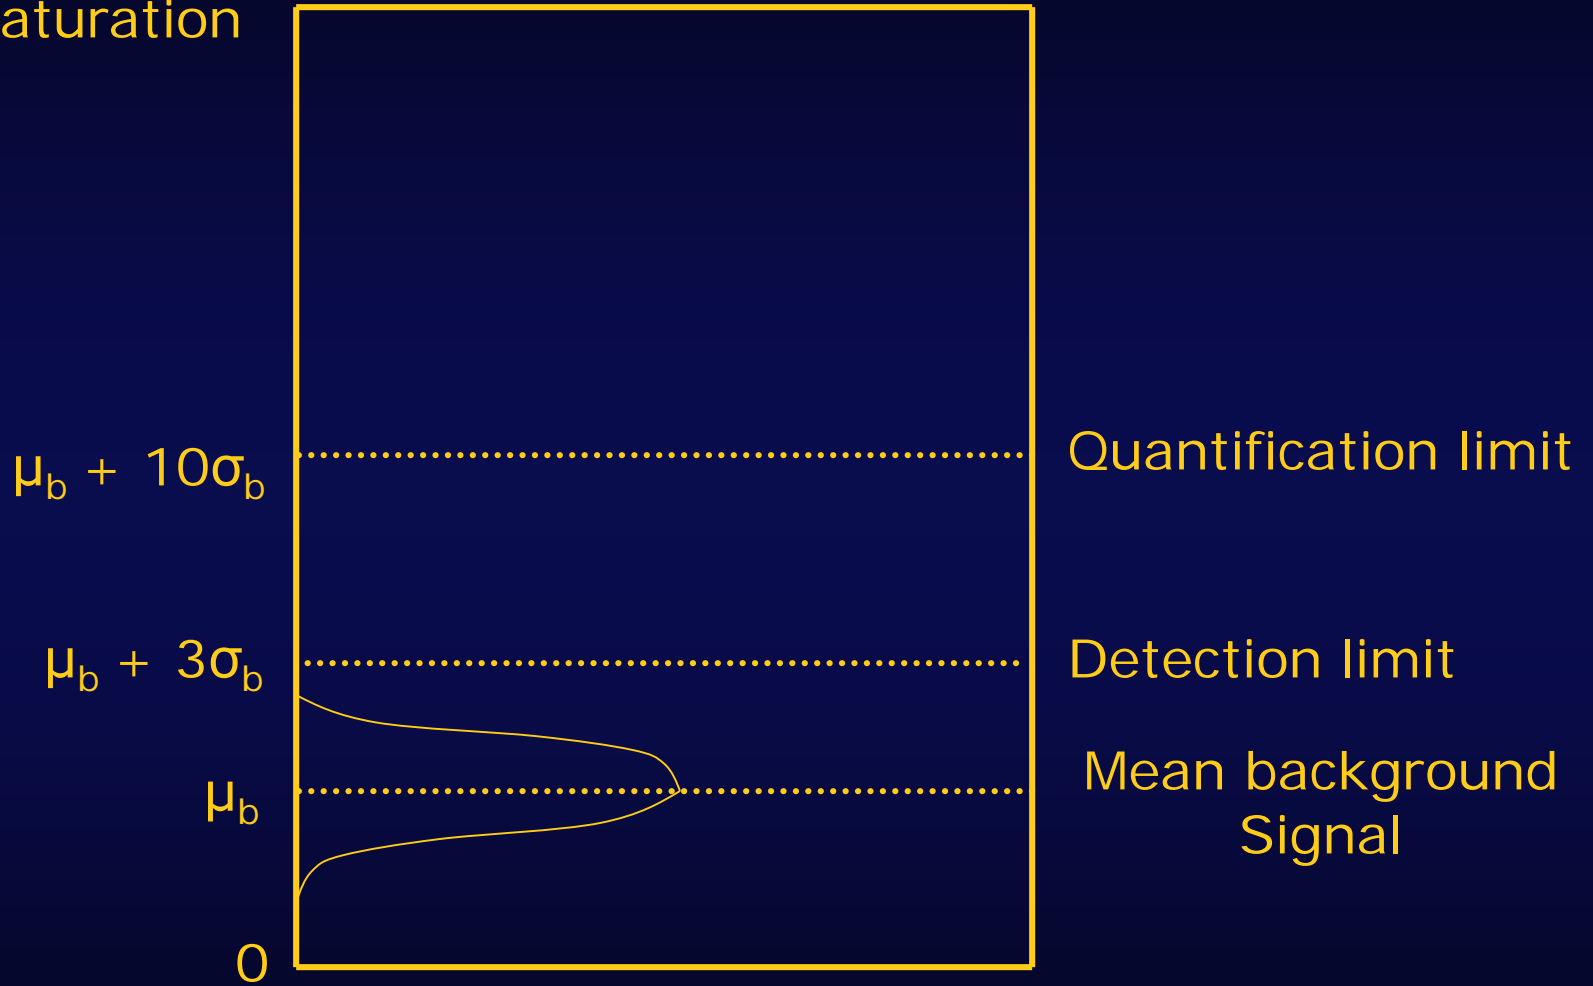 aturation
μb + 10σb
Quantification limit
μb + 3σb
Detection limit
μb
Mean background
Signal
0